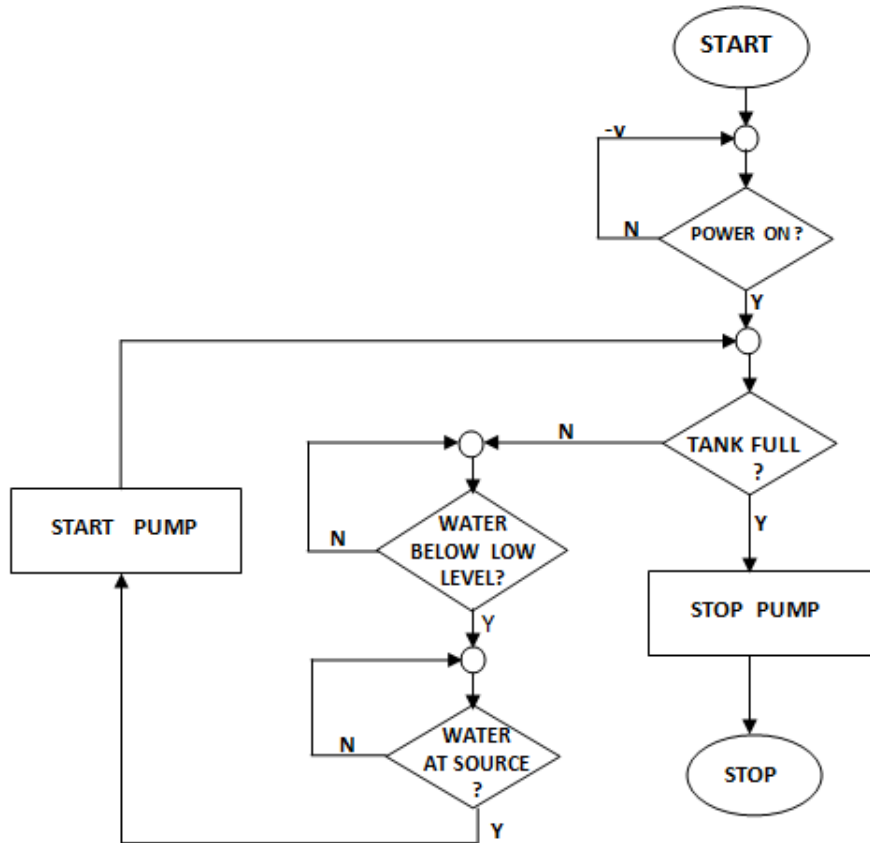 START
-v
N
POWER ON ?
Y
N
TANK FULL
?
START PUMP
WATER
BELOW LOW
LEVEL?
N
Y
Y
STOP PUMP
WATER
AT SOURCE
?
N
Y
STOP